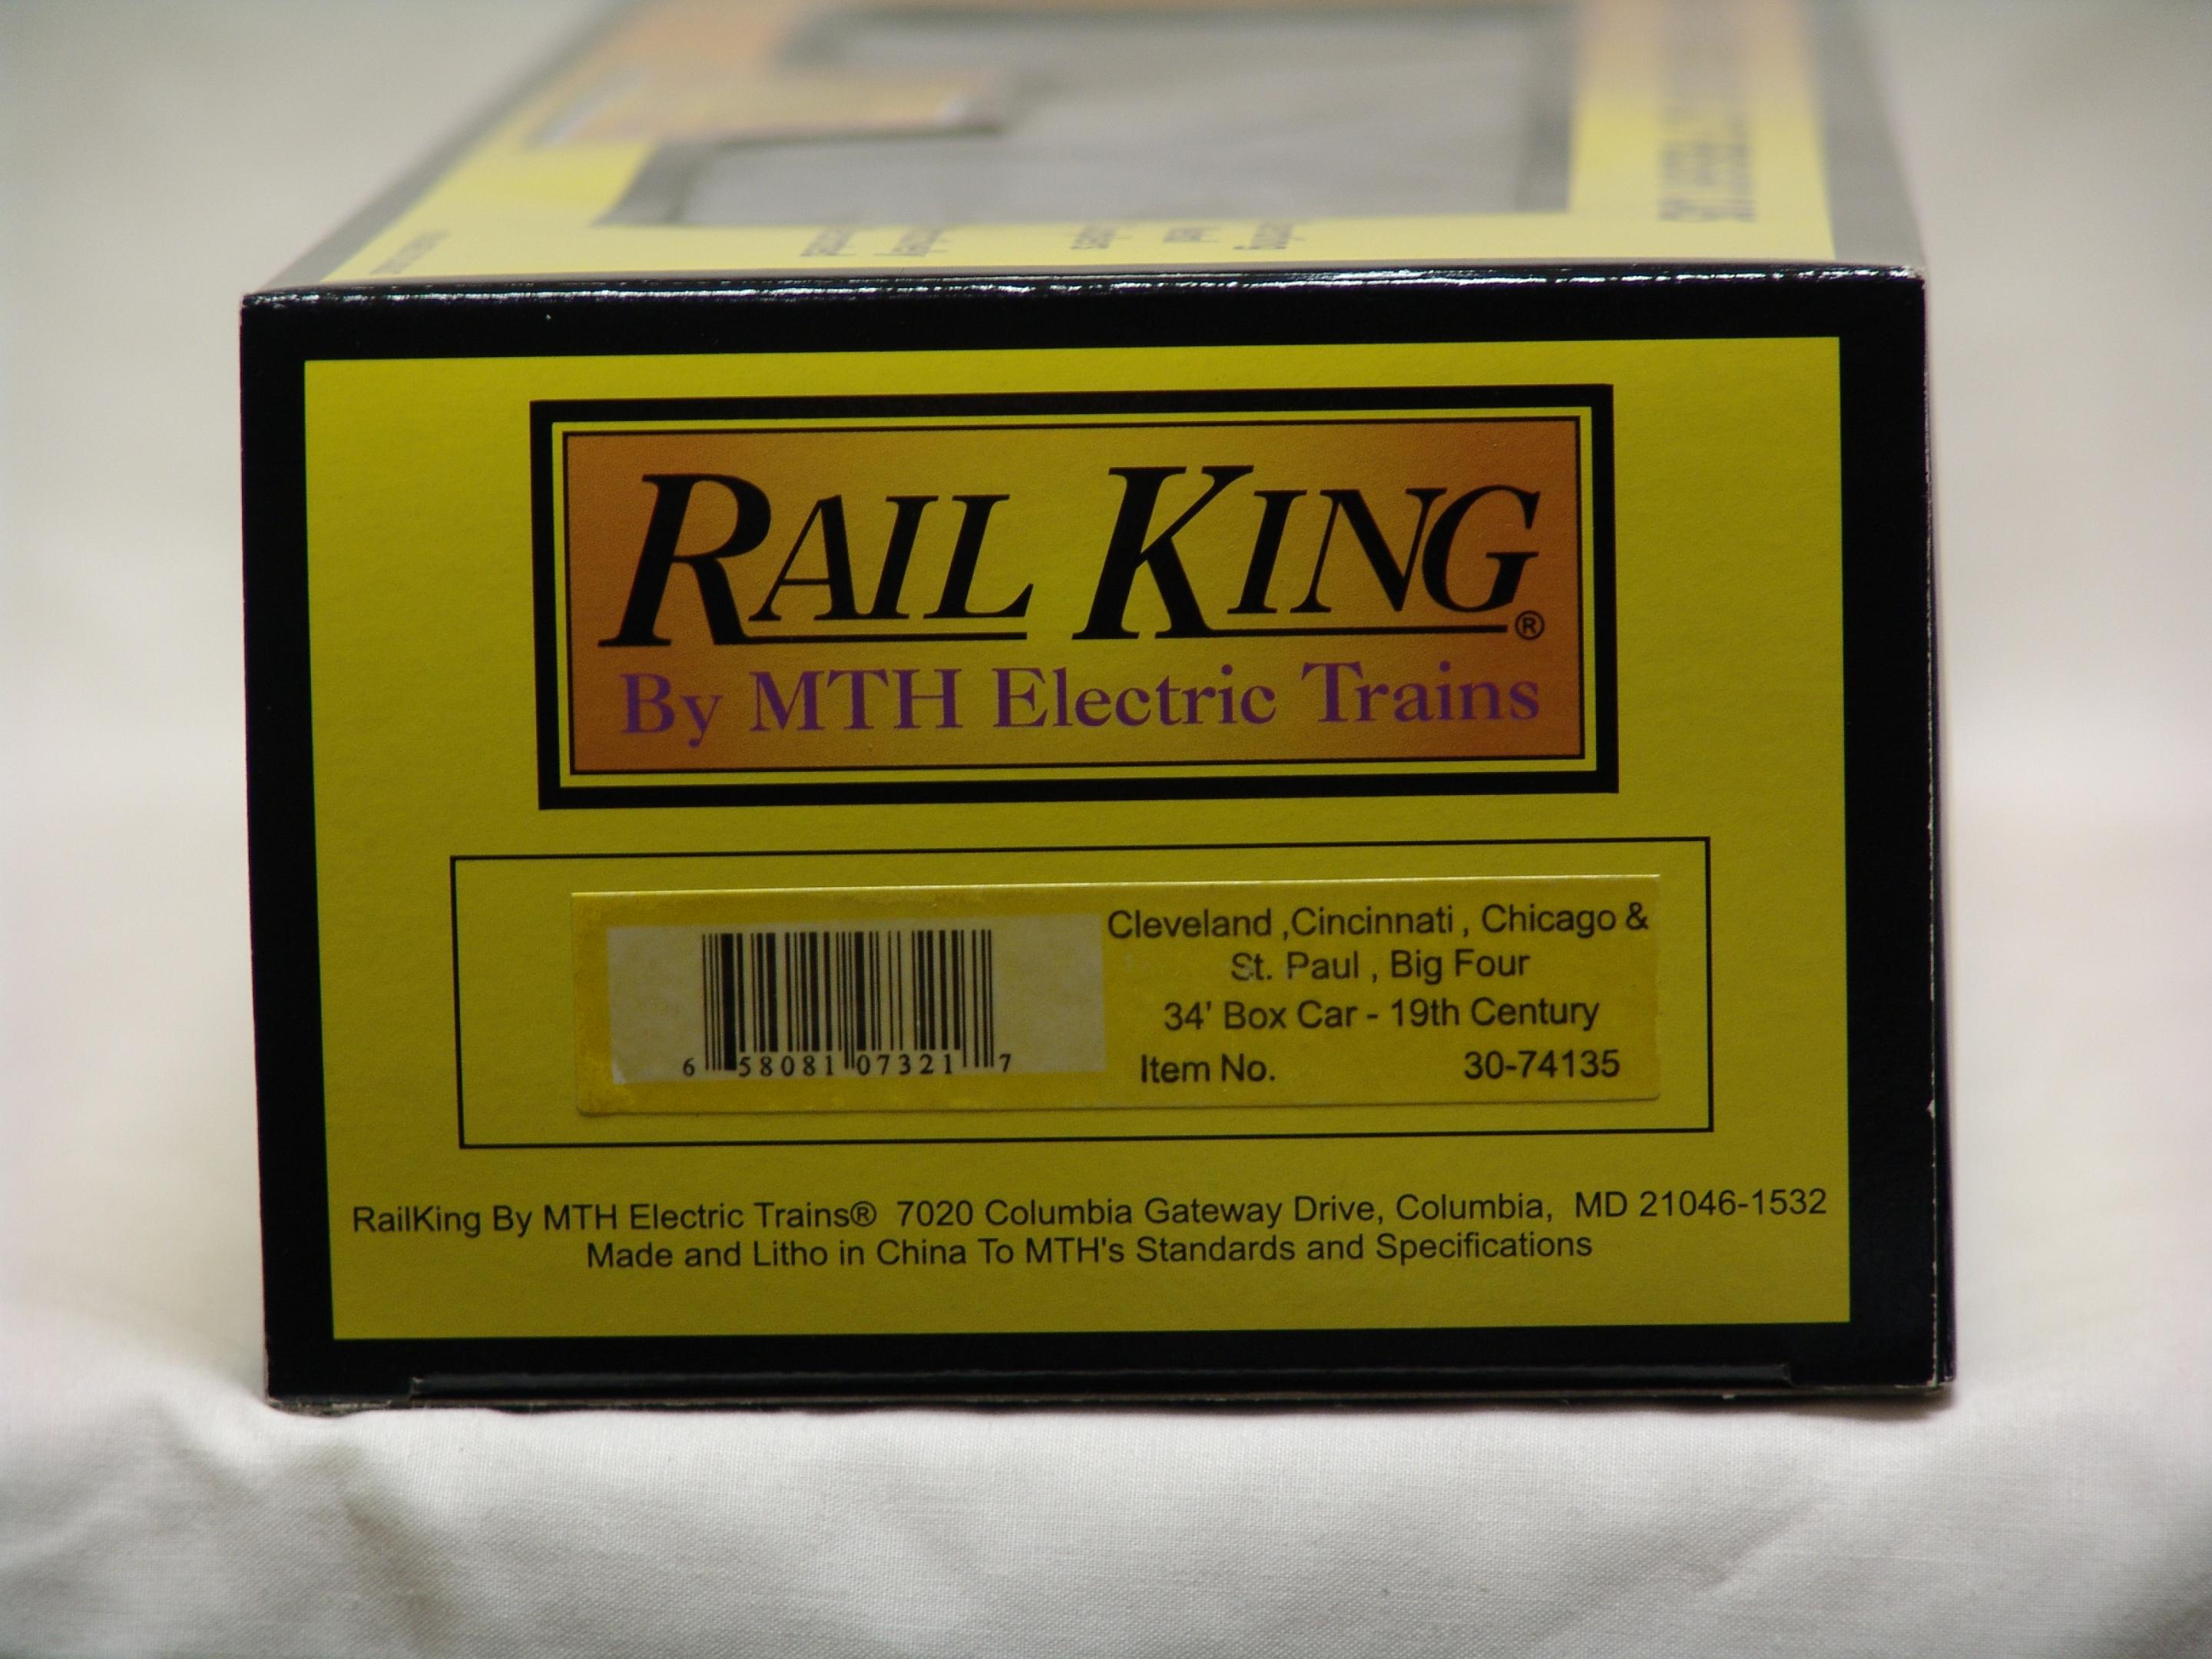 RAIL KING®
By MTH Electric Trains
Cleveland ,Cincinnati , Chicago &
St. Paul , Big Four
34' Box Car - 19th Century
Item No. 30-74135
6 58081 07321 7
RailKing By MTH Electric Trains® 7020 Columbia Gateway Drive, Columbia, MD 21046-1532
Made and Litho in China To MTH's Standards and Specifications